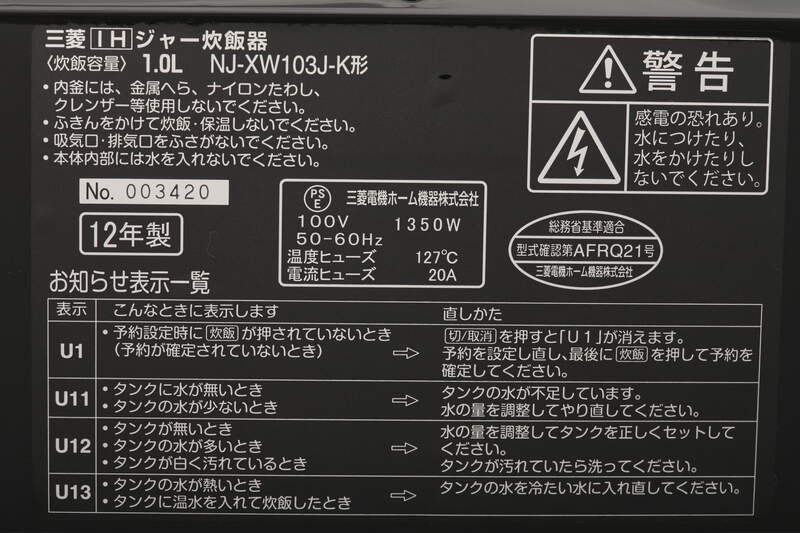 三菱IHジャー炊飯器
〈炊飯容量〉 1.0L NJ-XW103J-K形
・内釜には、金属へら、ナイロンたわし、
クレンザー等使用しないでください。
・ふきんをかけて炊飯・保温しないでください。
・吸気口・排気口をふさがないでください。
・本体内部には水を入れないでください。
警告
感電の恐れあり。
水につけたり、
水をかけたりし
ないでください。
No. 003420
12年製
PS
E
三菱電機ホーム機器株式会社
100V 1350W
50-60Hz
温度ヒューズ 127℃
電流ヒューズ 20A
総務省基準適合
型式確認第AFRQ21号
三菱電機ホーム機器株式会社
お知らせ表示一覧
表示 こんなときに表示します 直しかた
U1
・予約設定時に 炊飯 が押されていないとき
(予約が確定されていないとき)
⇨
切/取消 を押すと「U1」が消えます。
予約を設定し直し、最後に 炊飯 を押して予約を
確定してください。
U11
・タンクに水が無いとき
・タンクの水が少ないとき
⇨
タンクの水が不足しています。
水の量を調整してやり直してください。
U12
・タンクが無いとき
・タンクの水が多いとき
・タンクが白く汚れているとき
⇨
水の量を調整してタンクを正しくセットして
ください。
タンクが汚れていたら洗ってください。
U13
・タンクの水が熱いとき
・タンクに温水を入れて炊飯したとき
⇨
タンクの水を冷たい水に入れ直してください。